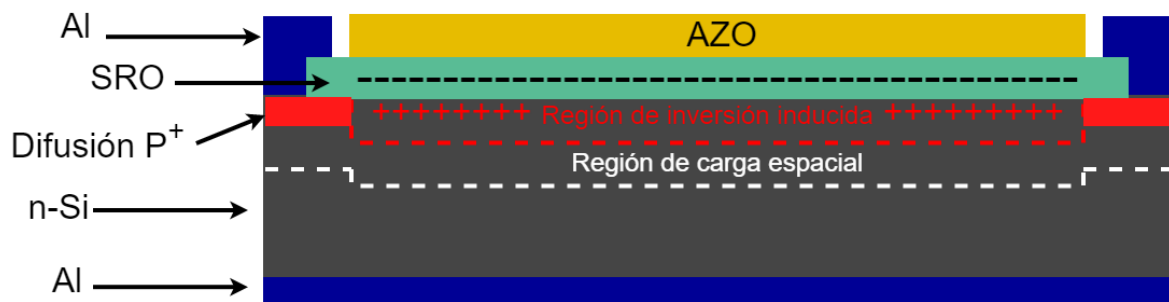 Al
AZO
SRO
++++++++ Región de inversión inducida +++++++++
Difusión P⁺
Región de carga espacial
n-Si
Al